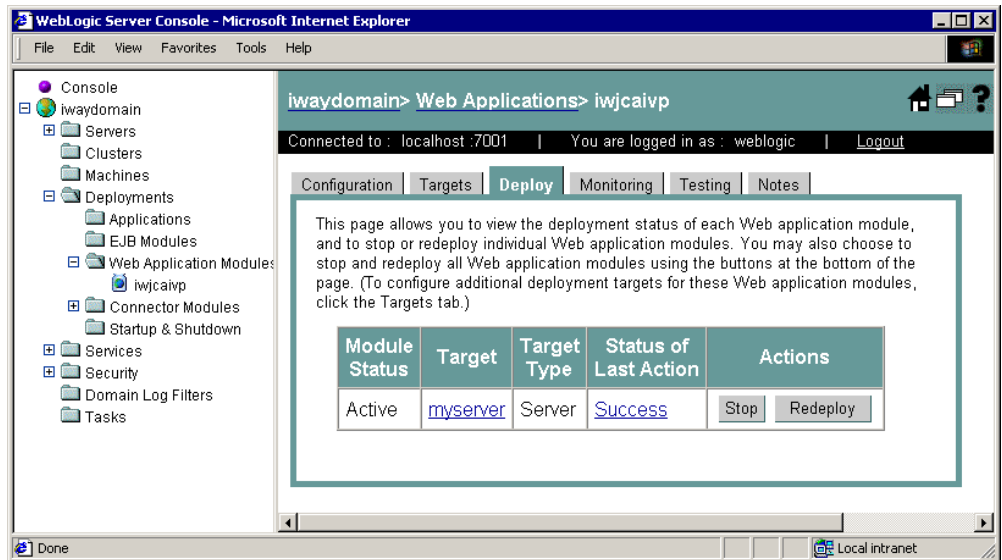 WebLogic Server Console - Microsoft Internet Explorer
File Edit View Favorites Tools Help
Console
iwaydomain
Servers
Clusters
Machines
Deployments
Applications
EJB Modules
Web Application Modules
iwjcaivp
Connector Modules
Startup & Shutdown
Services
Security
Domain Log Filters
Tasks
iwaydomain> Web Applications> iwjcaivp
Connected to : localhost :7001 | You are logged in as : weblogic | Logout
Configuration Targets Deploy Monitoring Testing Notes
This page allows you to view the deployment status of each Web application module,
and to stop or redeploy individual Web application modules. You may also choose to
stop and redeploy all Web application modules using the buttons at the bottom of the
page. (To configure additional deployment targets for these Web application modules,
click the Targets tab.)
Module Status Target Target Type Status of Last Action Actions
Active myserver Server Success Stop Redeploy
Done Local intranet